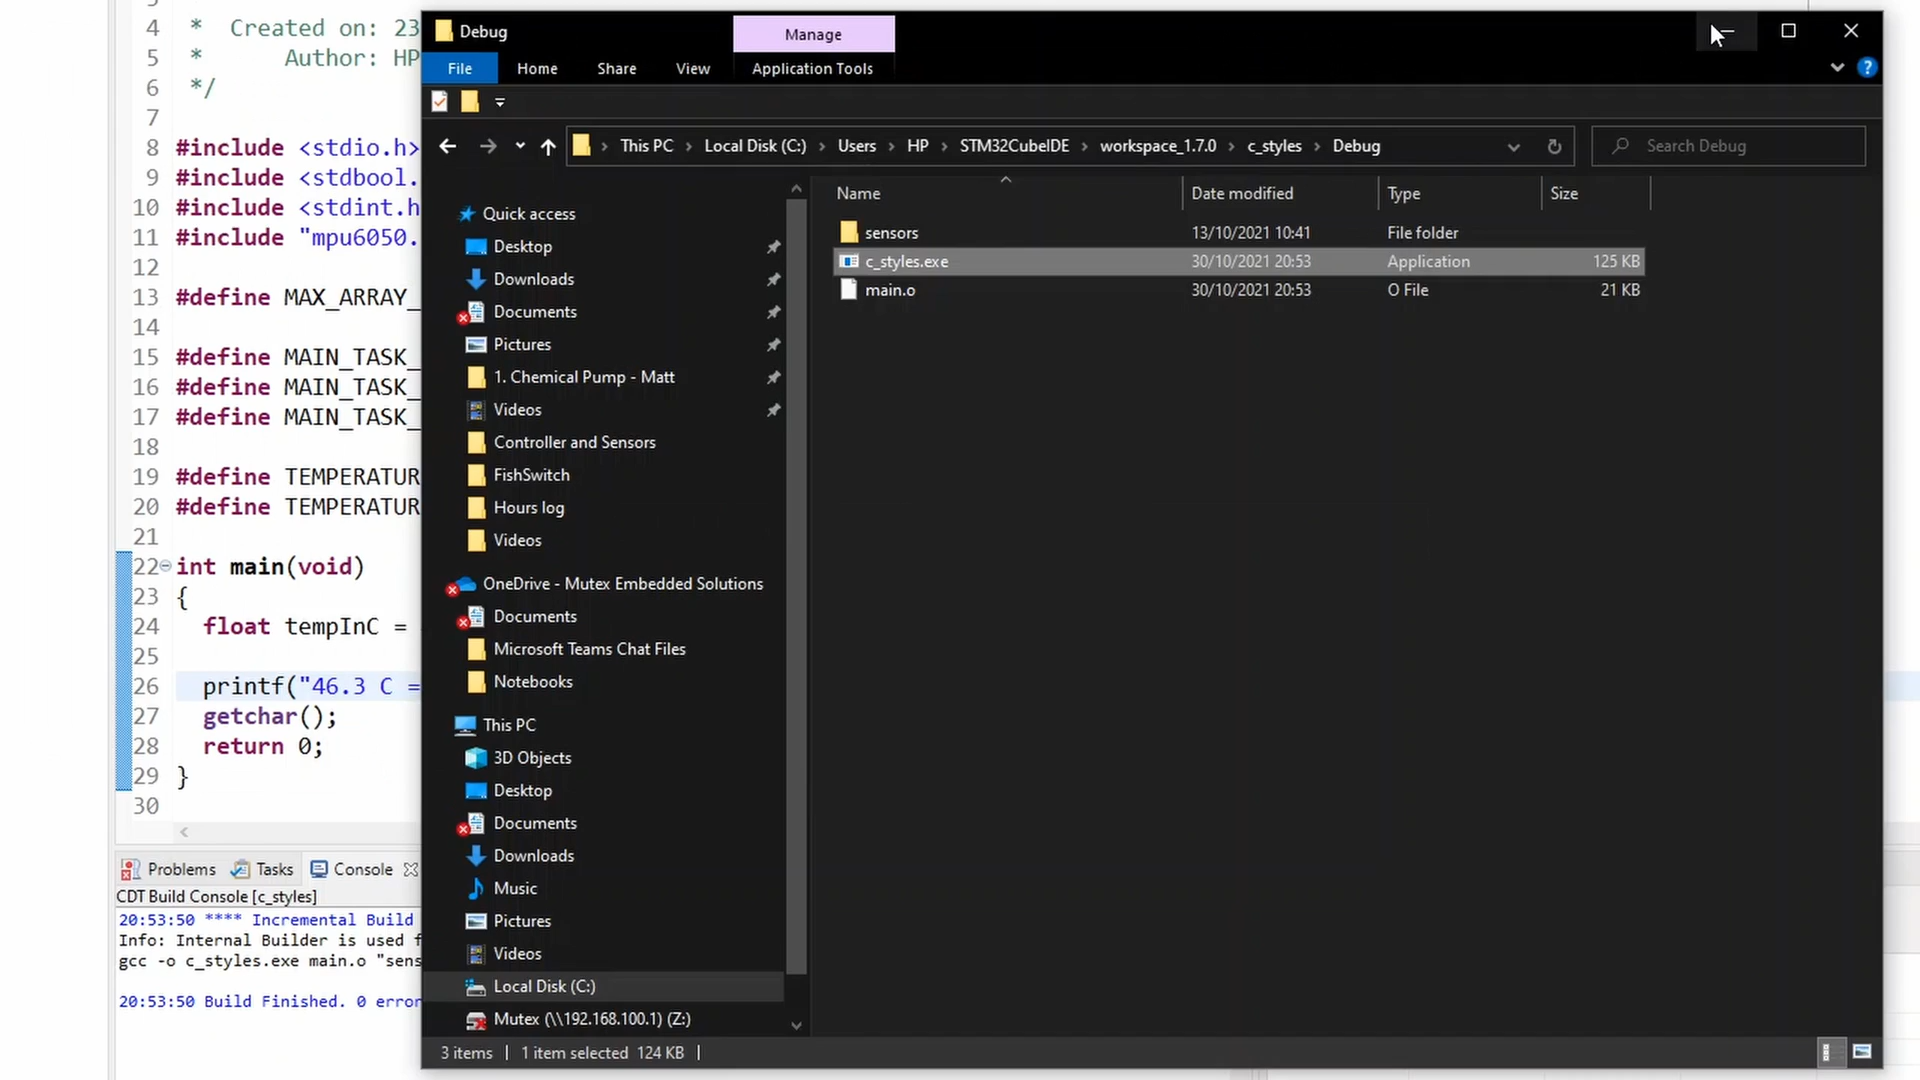 4 * Created on: 23
5 * Author: HP
6 */
7
8 #include <stdio.h>
9 #include <stdbool.
10 #include <stdint.h
11 #include "mpu6050.
12
13 #define MAX_ARRAY_
14
15 #define MAIN_TASK_
16 #define MAIN_TASK_
17 #define MAIN_TASK_
18
19 #define TEMPERATUR
20 #define TEMPERATUR
21
22 int main(void)
23 {
24 float tempInC =
25
26 printf("46.3 C =
27 getchar();
28 return 0;
29 }
30
Problems Tasks Console
CDT Build Console [c_styles]
20:53:50 **** Incremental Build
Info: Internal Builder is used f
gcc -o c_styles.exe main.o "sens
20:53:50 Build Finished. 0 error
Debug
Manage
File Home Share View Application Tools
This PC Local Disk (C:) Users HP STM32CubeIDE workspace_1.7.0 c_styles Debug
Search Debug
Quick access
Desktop
Downloads
Documents
Pictures
1. Chemical Pump - Matt
Videos
Controller and Sensors
FishSwitch
Hours log
Videos
OneDrive - Mutex Embedded Solutions
Documents
Microsoft Teams Chat Files
Notebooks
This PC
3D Objects
Desktop
Documents
Downloads
Music
Pictures
Videos
Local Disk (C:)
Mutex (\\192.168.100.1) (Z:)
Name Date modified Type Size
sensors 13/10/2021 10:41 File folder
c_styles.exe 30/10/2021 20:53 Application 125 KB
main.o 30/10/2021 20:53 O File 21 KB
3 items 1 item selected 124 KB